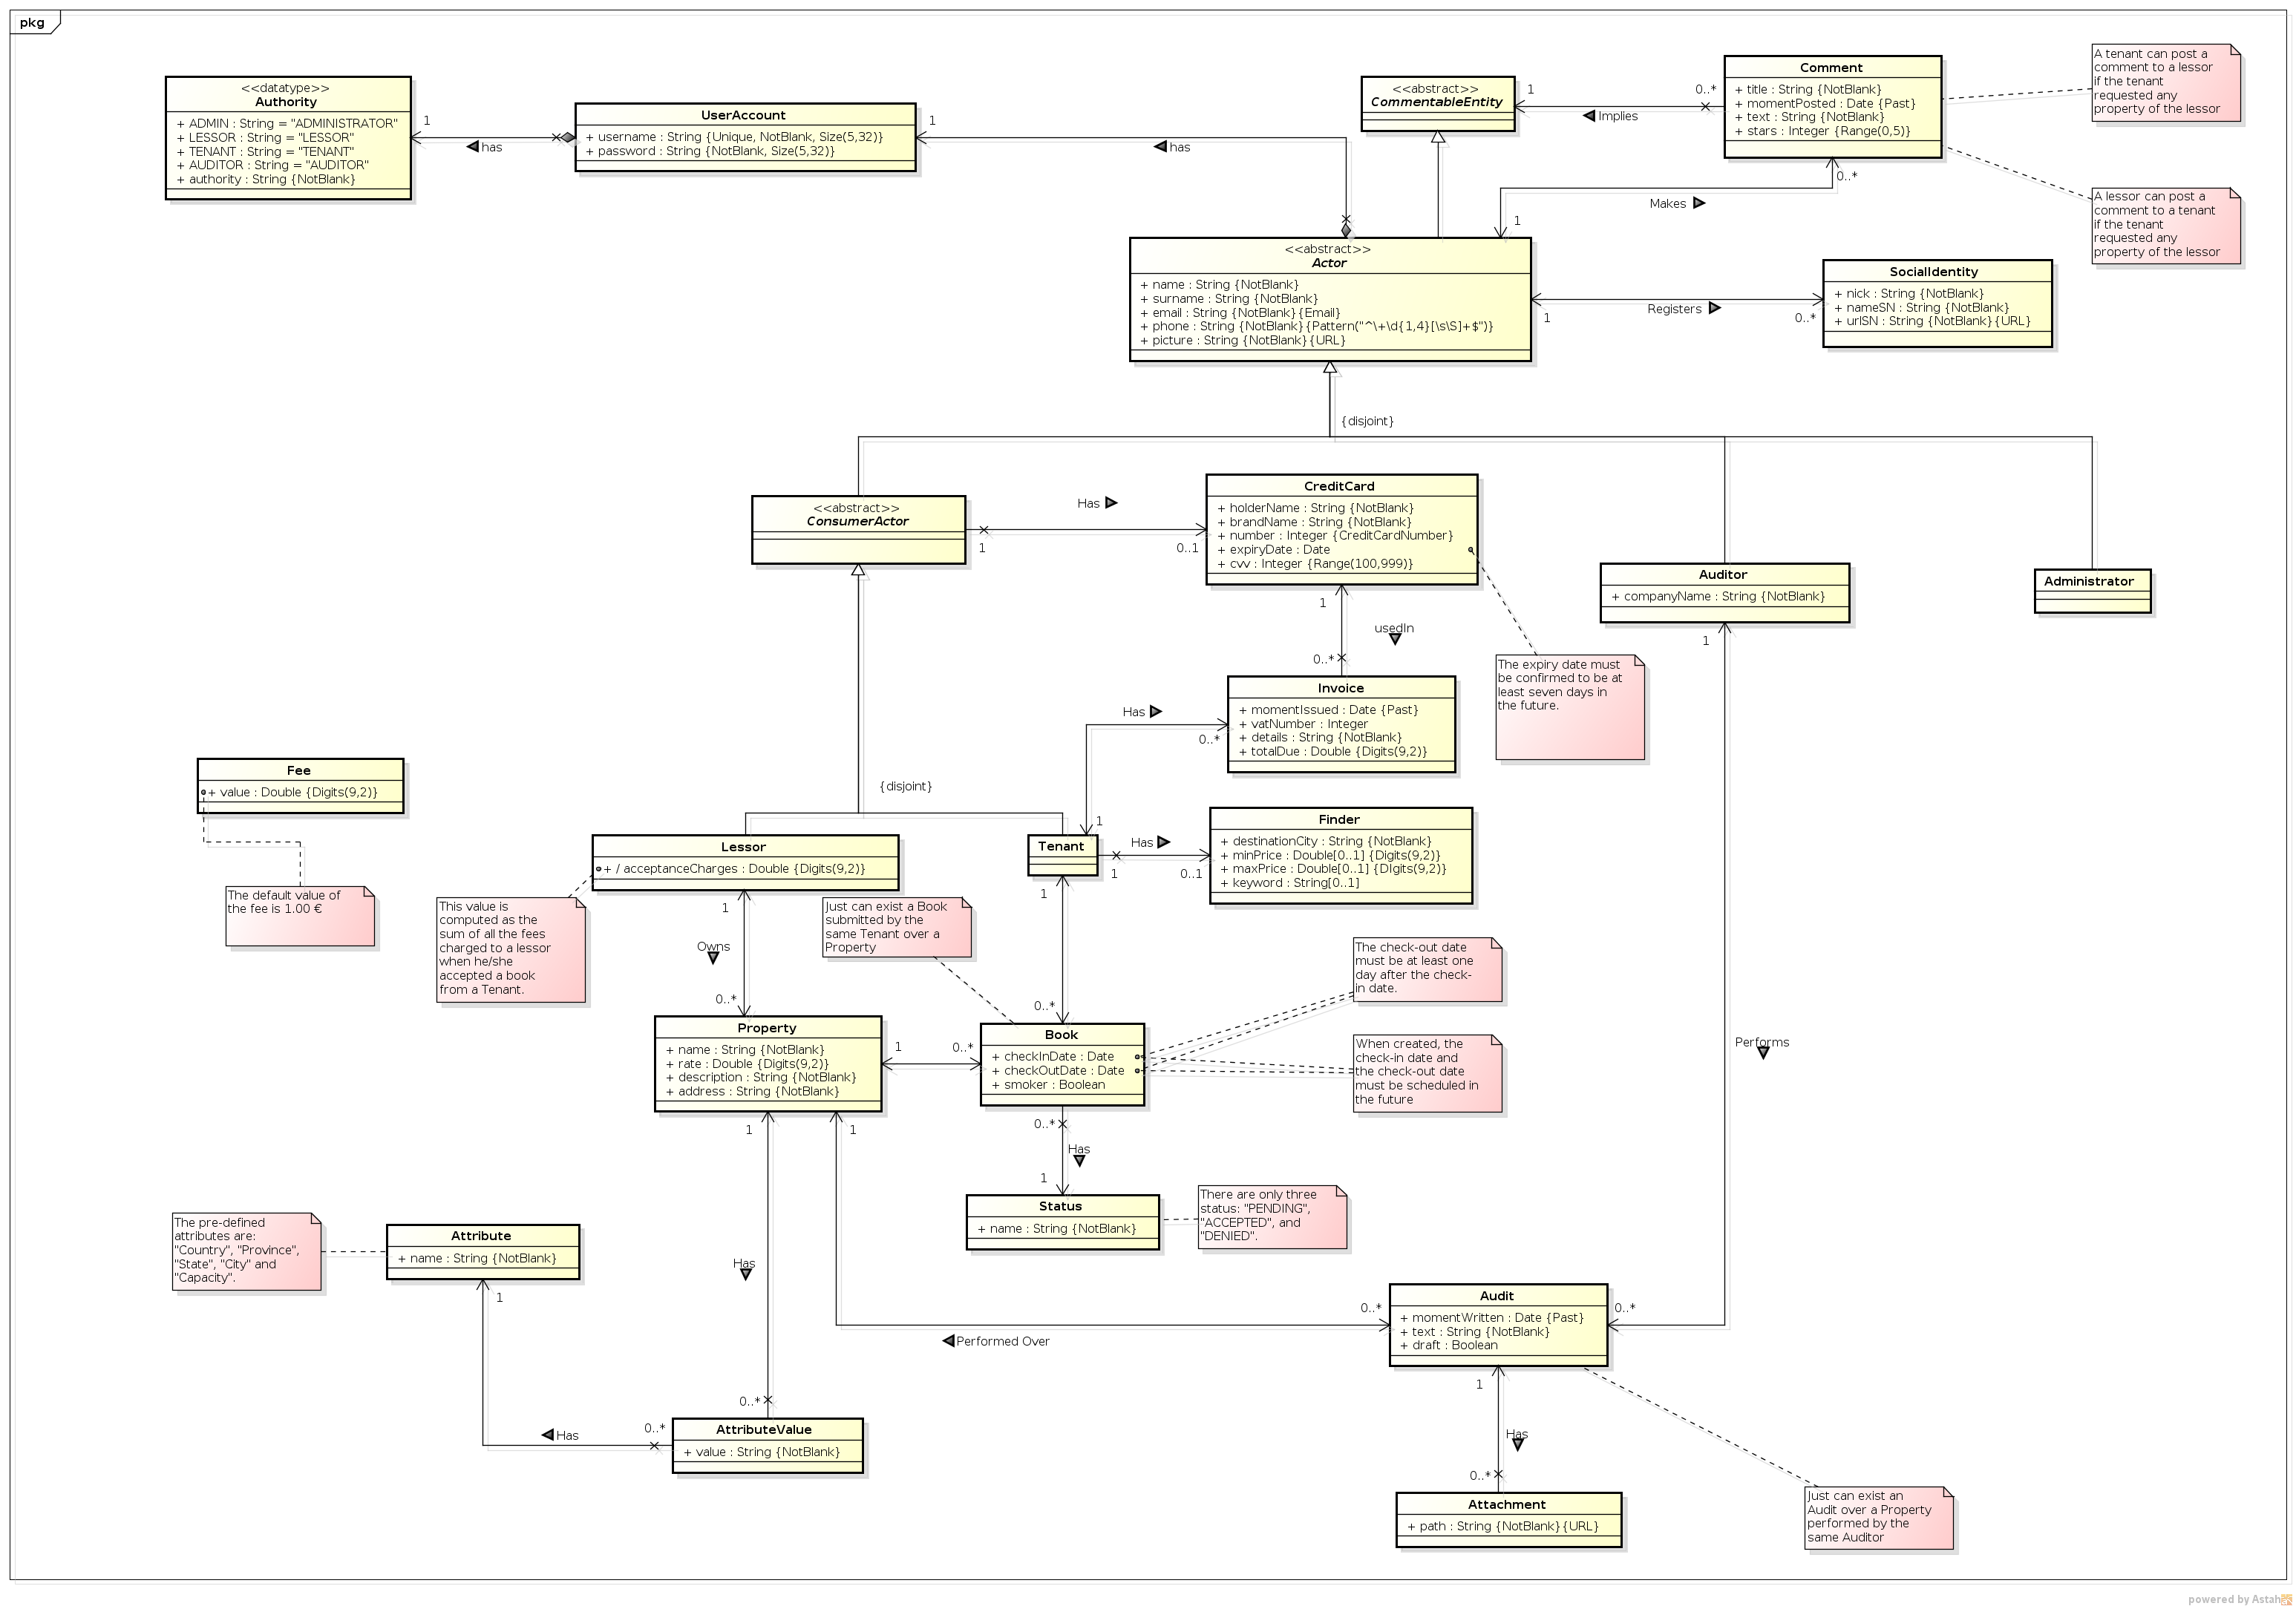 pkg
<<datatype>>
Authority
+ ADMIN : String = "ADMINISTRATOR"
+ LESSOR : String = "LESSOR"
+ TENANT : String = "TENANT"
+ AUDITOR : String = "AUDITOR"
+ authority : String {NotBlank}
1
has
UserAccount
+ username : String {Unique, NotBlank, Size(5,32)}
+ password : String {NotBlank, Size(5,32)}
1
has
<<abstract>>
CommentableEntity
1
0..*
Implies
Comment
+ title : String {NotBlank}
+ momentPosted : Date {Past}
+ text : String {NotBlank}
+ stars : Integer {Range(0,5)}
A tenant can post a
comment to a lessor
if the tenant
requested any
property of the lessor
A lessor can post a
comment to a tenant
if the tenant
requested any
property of the lessor
0..*
Makes
1
<<abstract>>
Actor
+ name : String {NotBlank}
+ surname : String {NotBlank}
+ email : String {NotBlank}{Email}
+ phone : String {NotBlank}{Pattern("^\+\d{1,4}[\s\S]+$")}
+ picture : String {NotBlank}{URL}
1
Registers
0..*
SocialIdentity
+ nick : String {NotBlank}
+ nameSN : String {NotBlank}
+ urlSN : String {NotBlank}{URL}
{disjoint}
<<abstract>>
ConsumerActor
Has
1
0..1
CreditCard
+ holderName : String {NotBlank}
+ brandName : String {NotBlank}
+ number : Integer {CreditCardNumber}
+ expiryDate : Date
+ cvv : Integer {Range(100,999)}
Auditor
+ companyName : String {NotBlank}
1
Administrator
1
usedIn
0..*
The expiry date must
be confirmed to be at
least seven days in
the future.
Invoice
+ momentIssued : Date {Past}
+ vatNumber : Integer
+ details : String {NotBlank}
+ totalDue : Double {Digits(9,2)}
Has
0..*
1
Fee
+ value : Double {Digits(9,2)}
The default value of
the fee is 1.00 €
{disjoint}
Lessor
+ / acceptanceCharges : Double {Digits(9,2)}
Tenant
Has
1
0..1
Finder
+ destinationCity : String {NotBlank}
+ minPrice : Double[0..1] {Digits(9,2)}
+ maxPrice : Double[0..1] {DIgits(9,2)}
+ keyword : String[0..1]
This value is
computed as the
sum of all the fees
charged to a lessor
when he/she
accepted a book
from a Tenant.
1
Owns
0..*
Just can exist a Book
submitted by the
same Tenant over a
Property
1
0..*
The check-out date
must be at least one
day after the check-
in date.
When created, the
check-in date and
the check-out date
must be scheduled in
the future
Performs
Property
+ name : String {NotBlank}
+ rate : Double {Digits(9,2)}
+ description : String {NotBlank}
+ address : String {NotBlank}
1
0..*
Book
+ checkInDate : Date
+ checkOutDate : Date
+ smoker : Boolean
0..*
Has
1
Status
+ name : String {NotBlank}
There are only three
status: "PENDING",
"ACCEPTED", and
"DENIED".
1
1
The pre-defined
attributes are:
"Country", "Province",
"State", "City" and
"Capacity".
Attribute
+ name : String {NotBlank}
1
Has
0..*
0..*
Has
AttributeValue
+ value : String {NotBlank}
Performed Over
0..*
0..*
Audit
+ momentWritten : Date {Past}
+ text : String {NotBlank}
+ draft : Boolean
1
Has
0..*
Attachment
+ path : String {NotBlank}{URL}
Just can exist an
Audit over a Property
performed by the
same Auditor
powered by Astah